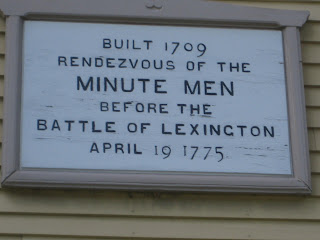 BUILT 1709
RENDEZVOUS OF THE
MINUTE MEN
BEFORE THE
BATTLE OF LEXINGTON
APRIL 19 1775